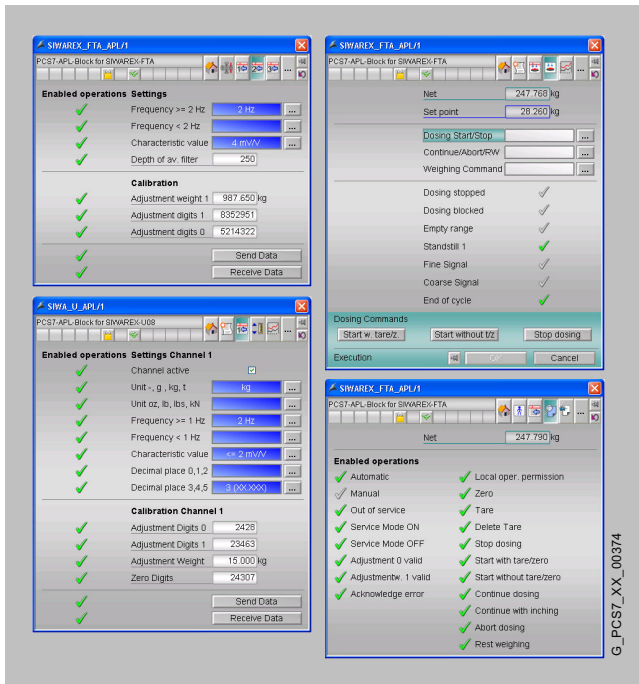 SIWAREX_FTA_APL/1
PCS7-APL-Block for SIWAREX-FTA
Enabled operations Settings
Frequency >= 2 Hz 2 Hz ...
Frequency < 2 Hz ...
Characteristic value 4 mV/V ...
Depth of av. filter 250
Calibration
Adjustment weight 1 987.650 kg
Adjustment digits 1 8352951
Adjustment digits 0 5214322
Send Data
Receive Data
SIWA_U_APL/1
PCS7-APL-Block for SIWAREX-U08
Enabled operations Settings Channel 1
Channel active
Unit -, g , kg, t kg ...
Unit oz, lb, lbs, kN ...
Frequency >= 1 Hz 2 Hz ...
Frequency < 1 Hz ...
Characteristic value <= 2 mV/V ...
Decimal place 0,1,2 ...
Decimal place 3,4,5 3 (XX.XXX) ...
Calibration Channel 1
Adjustment Digits 0 2428
Adjustment Digits 1 23463
Adjustment Weight 15.000 kg
Zero Digits 24307
Send Data
Receive Data
SIWAREX_FTA_APL/1
PCS7-APL-Block for SIWAREX-FTA
Net 247.768 kg
Set point 28.260 kg
Dosing Start/Stop ...
Continue/Abort/RW ...
Weighing Command ...
Dosing stopped
Dosing blocked
Empty range
Standstill 1
Fine Signal
Coarse Signal
End of cycle
Dosing Commands
Start w. tare/z. Start without t/z Stop dosing
Execution Cancel
SIWAREX_FTA_APL/1
PCS7-APL-Block for SIWAREX-FTA
Net 247.790 kg
Enabled operations
Automatic Local oper. permission
Manual Zero
Out of service Tare
Service Mode ON Delete Tare
Service Mode OFF Stop dosing
Adjustment 0 valid Start with tare/zero
Adjustmentw. 1 valid Start without tare/zero
Acknowledge error Continue dosing
Continue with inching
Abort dosing
Rest weighing
G_PCS7_XX_00374